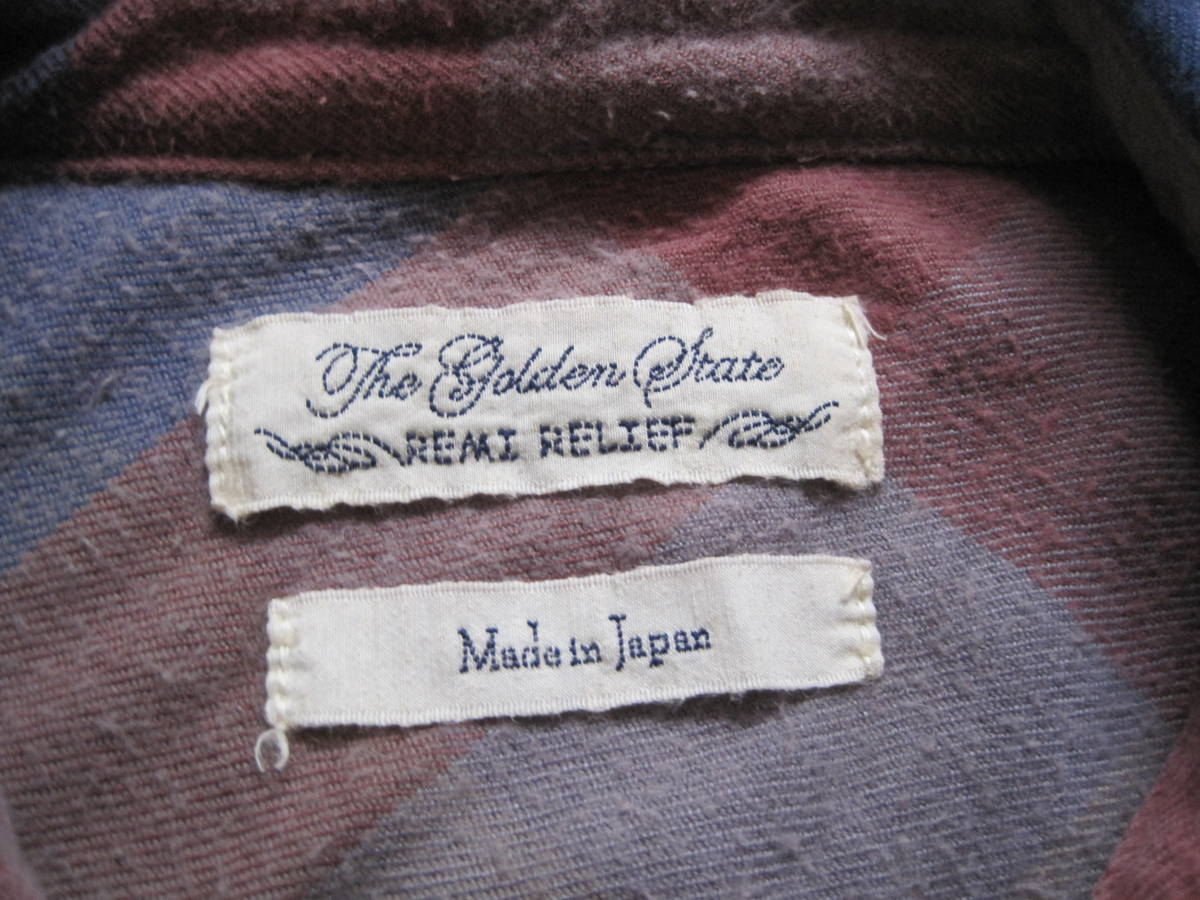 The Golden State
REMI RELIEF
Made in Japan